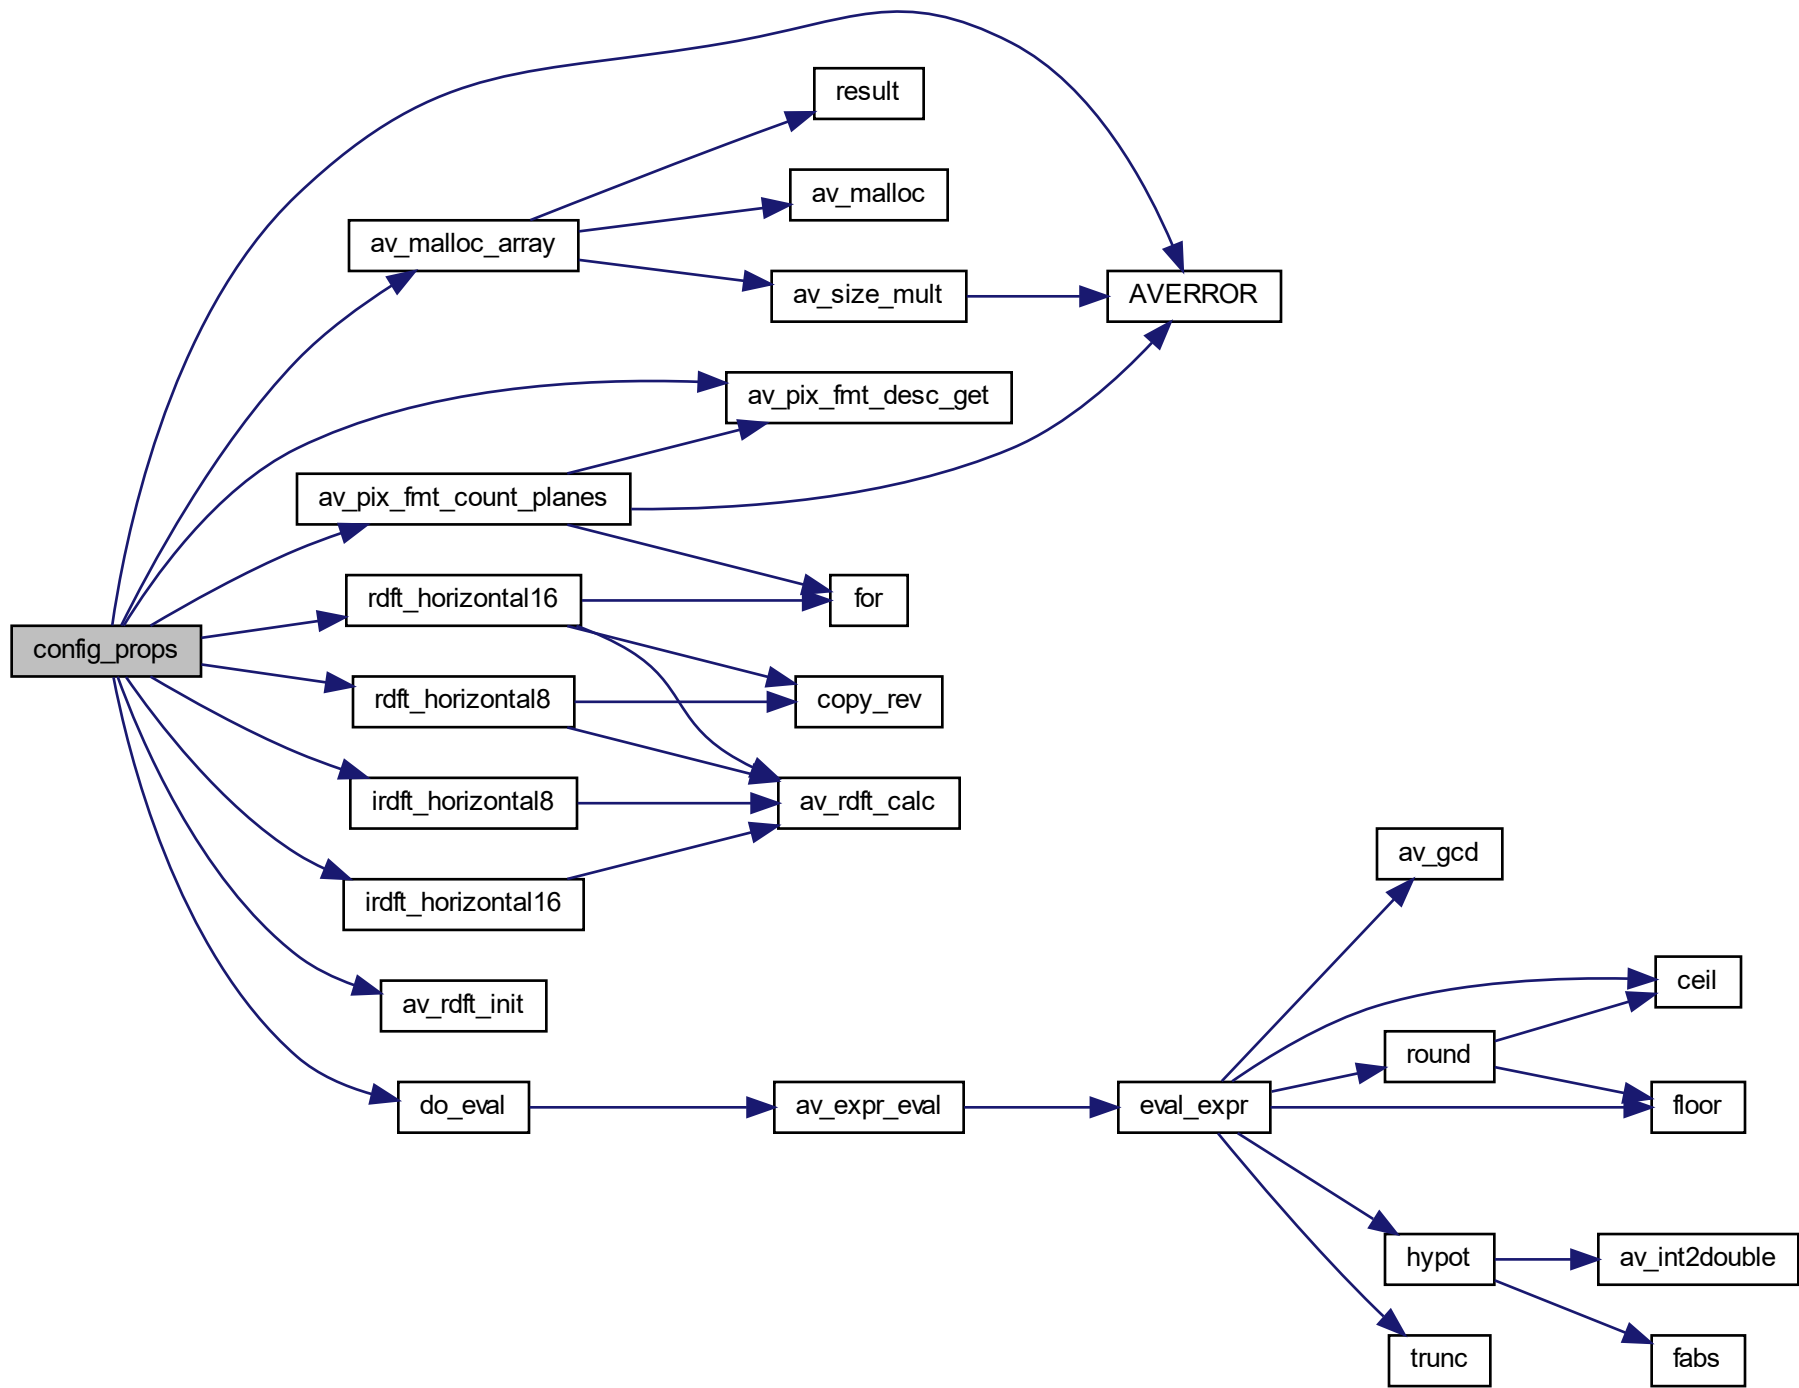 result
av_malloc
av_malloc_array
av_size_mult
AVERROR
av_pix_fmt_desc_get
av_pix_fmt_count_planes
rdft_horizontal16
for
config_props
rdft_horizontal8
copy_rev
irdft_horizontal8
av_rdft_calc
av_gcd
irdft_horizontal16
ceil
av_rdft_init
round
do_eval
av_expr_eval
eval_expr
floor
hypot
av_int2double
trunc
fabs